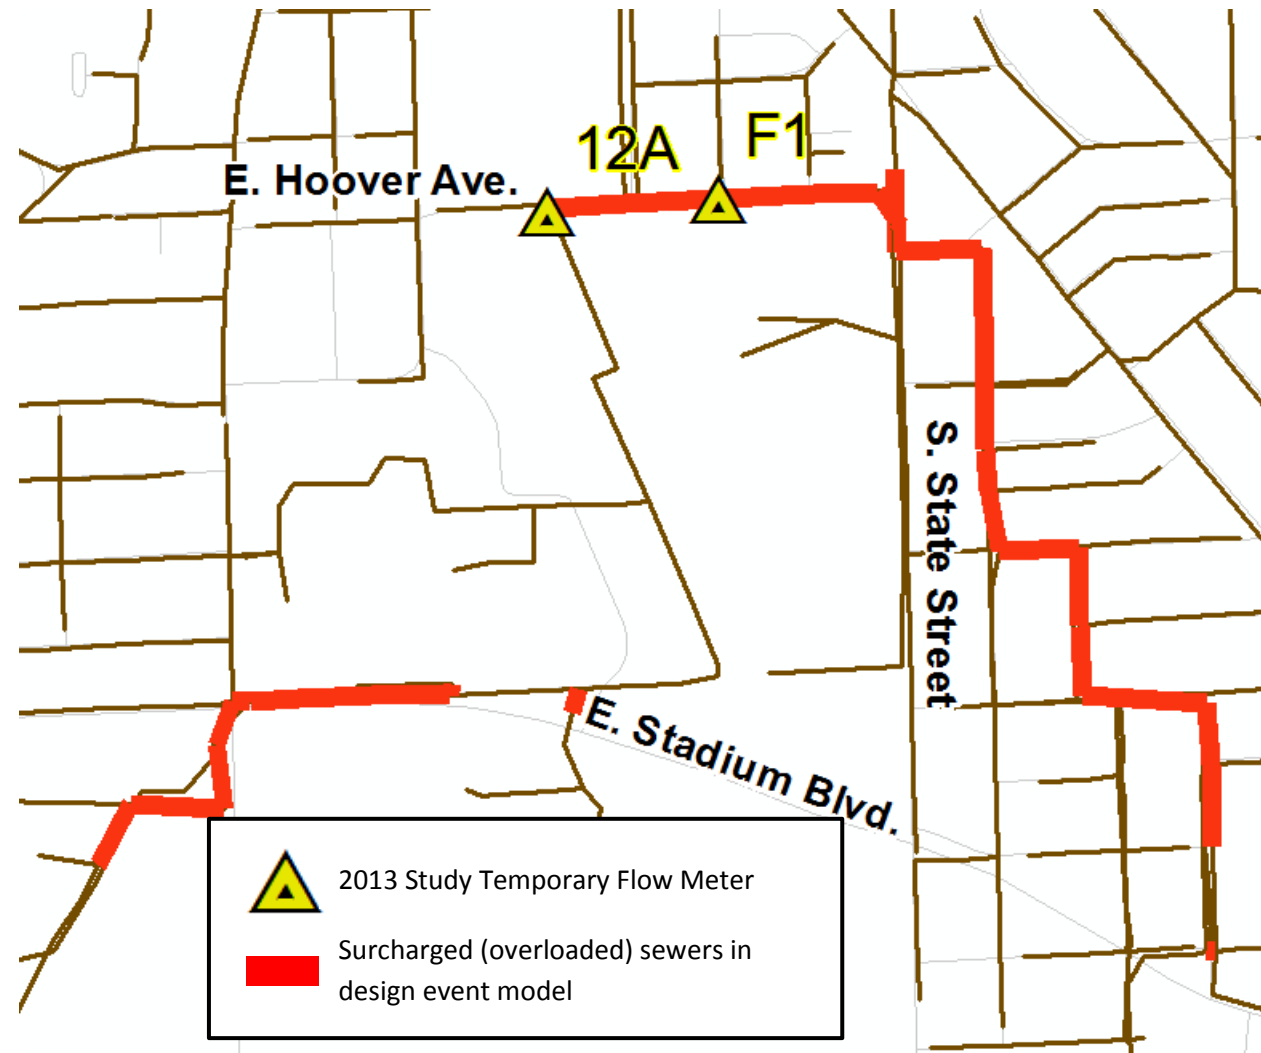 12A
F1
E. Hoover Ave.
S. State Street
E. Stadium Blvd.
2013 Study Temporary Flow Meter
Surcharged (overloaded) sewers in
design event model